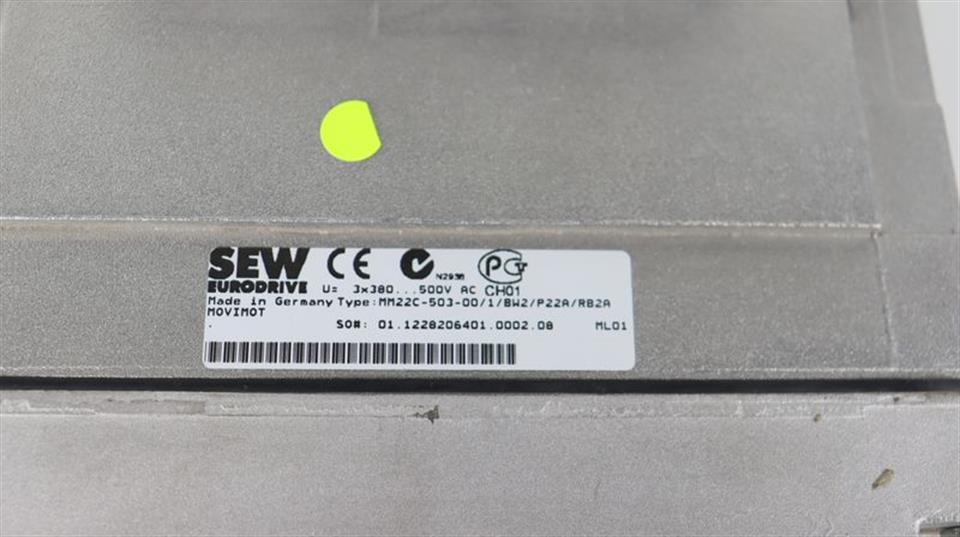 SEW CE N2936 PG
EURODRIVE U= 3x380...500V AC CH01
Made in Germany Type:MM22C-503-00/1/BW2/P22A/RB2A
MOVIMOT
. SO#: 01.1228206401.0002.08 ML01